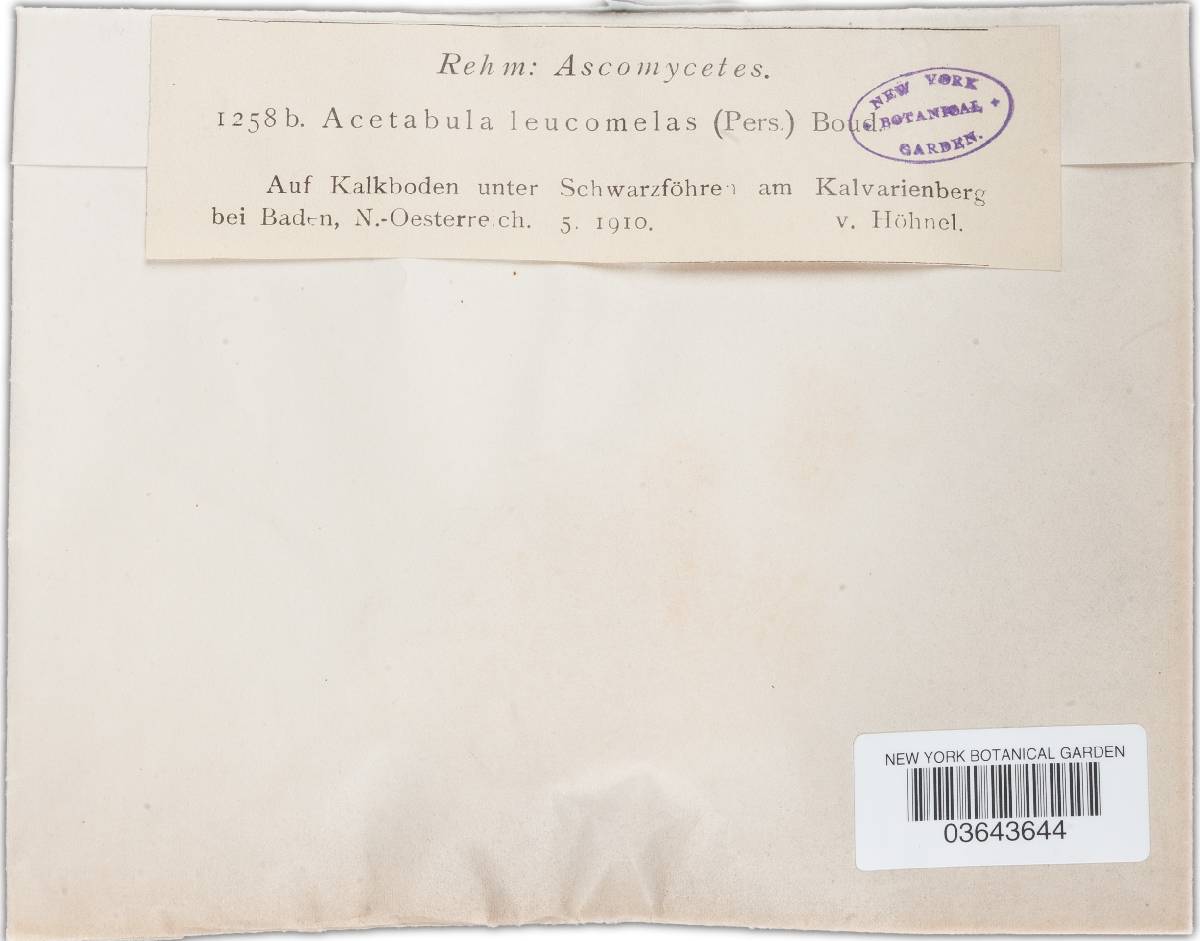 Rehm: Ascomycetes.
1258 b. Acetabula leucomelas (Pers.) Boud.
NEW YORK
BOTANICAL
GARDEN.
Auf Kalkboden unter Schwarzföhren am Kalvarienberg
bei Baden, N.-Oesterreich. 5. 1910. v. Höhnel.
NEW YORK BOTANICAL GARDEN
03643644